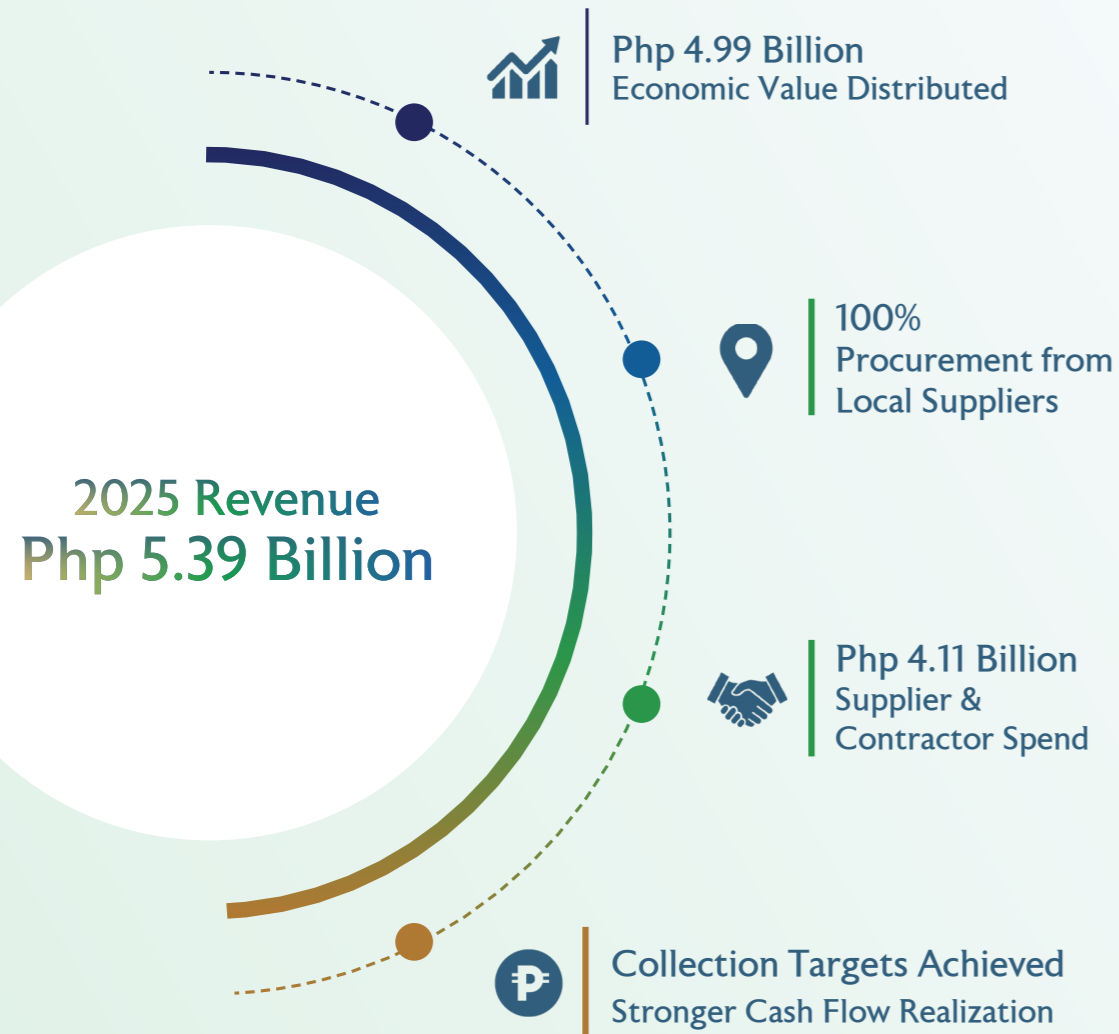 Php 4.99 Billion
Economic Value Distributed
100%
Procurement from
Local Suppliers
2025 Revenue
Php 5.39 Billion
Php 4.11 Billion
Supplier &
Contractor Spend
Collection Targets Achieved
Stronger Cash Flow Realization